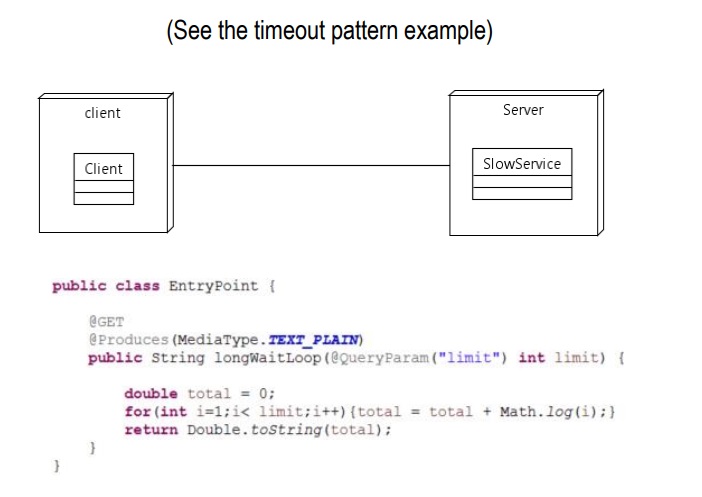 (See the timeout pattern example)
client
Server
Client
SlowService
public class EntryPoint {
@GET
@Produces(MediaType.TEXT_PLAIN)
public String longWaitLoop(@QueryParam("limit") int limit) {
double total = 0;
for(int i=1;i< limit;i++){total = total + Math.log(i);}
return Double.toString(total);
}
}